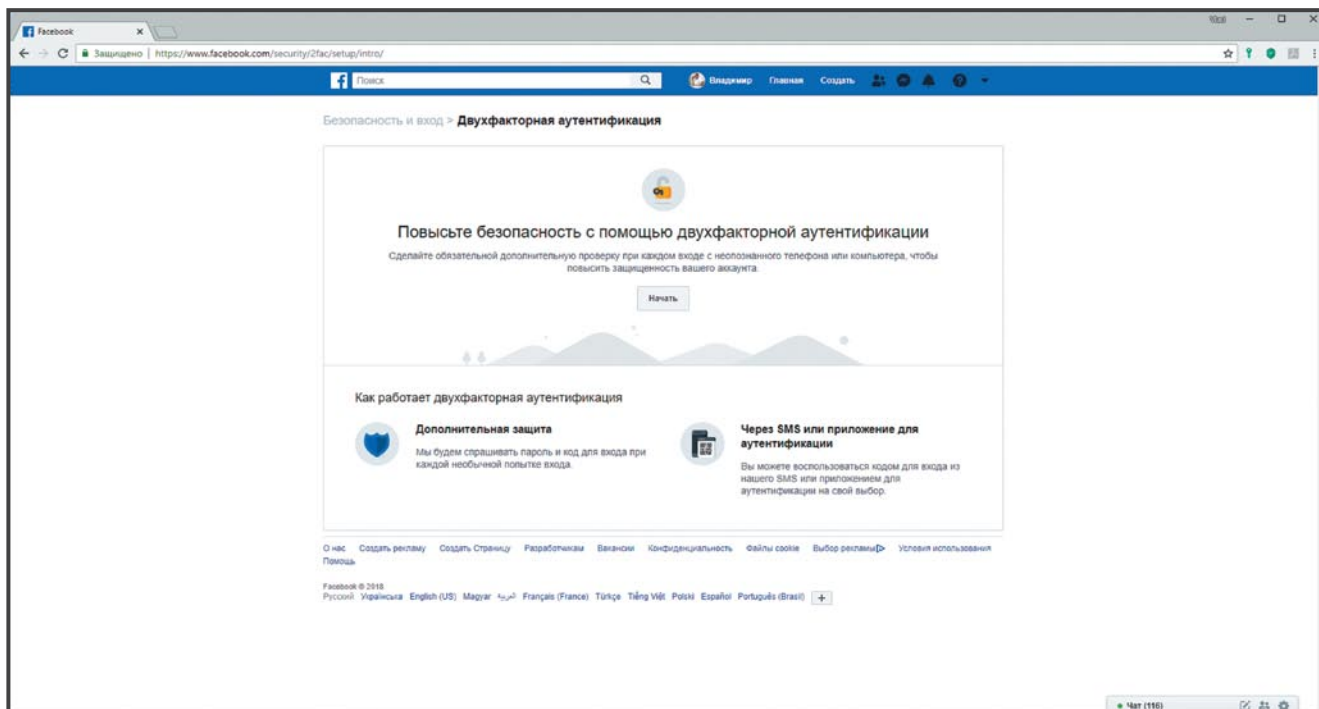 Facebook
Защищено | https://www.facebook.com/security/2fac/setup/intro/
Поиск
Владимир Главная Создать
Безопасность и вход > Двухфакторная аутентификация
Повысьте безопасность с помощью двухфакторной аутентификации
Сделайте обязательной дополнительную проверку при каждом входе с неопознанного телефона или компьютера, чтобы
повысить защищенность вашего аккаунта.
Начать
Как работает двухфакторная аутентификация
Дополнительная защита
Мы будем спрашивать пароль и код для входа при
каждой необычной попытке входа.
Через SMS или приложение для
аутентификации
Вы можете воспользоваться кодом для входа из
нашего SMS или приложением для
аутентификации на свой выбор.
О нас Создать рекламу Создать Страницу Разработчикам Вакансии Конфиденциальность Файлы cookie Выбор рекламы Условия использования
Помощь
Facebook © 2018
Русский Українська English (US) Magyar العربية Français (France) Türkçe Tiếng Việt Polski Español Português (Brasil) +
Чат (116)